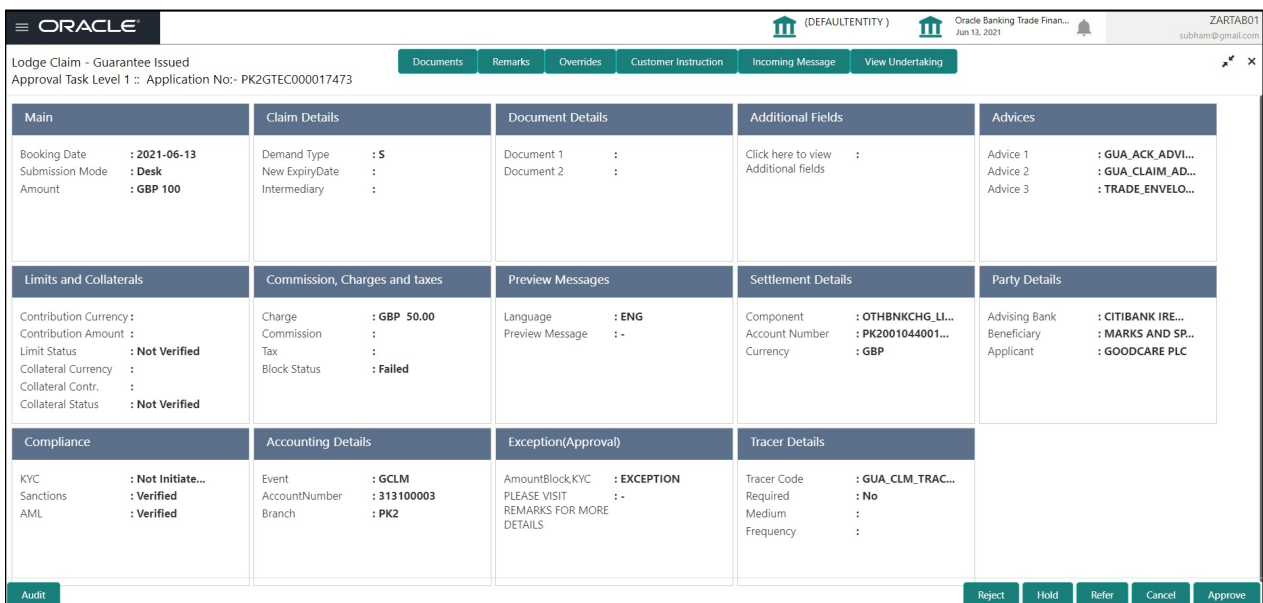 ≡ ORACLE®
(DEFAULTENTITY )
Oracle Banking Trade Finan...
Jun 13, 2021
ZARTAB01
subham@gmail.com
Lodge Claim - Guarantee Issued
Approval Task Level 1 :: Application No:- PK2GTEC000017473
Documents Remarks Overrides Customer Instruction Incoming Message View Undertaking
Main
Booking Date : 2021-06-13
Submission Mode : Desk
Amount : GBP 100
Claim Details
Demand Type : S
New ExpiryDate :
Intermediary :
Document Details
Document 1 :
Document 2 :
Additional Fields
Click here to view :
Additional fields
Advices
Advice 1 : GUA_ACK_ADVI...
Advice 2 : GUA_CLAIM_AD...
Advice 3 : TRADE_ENVELO...
Limits and Collaterals
Contribution Currency :
Contribution Amount :
Limit Status : Not Verified
Collateral Currency :
Collateral Contr. :
Collateral Status : Not Verified
Commission, Charges and taxes
Charge : GBP 50.00
Commission :
Tax :
Block Status : Failed
Preview Messages
Language : ENG
Preview Message : -
Settlement Details
Component : OTHBNKCHG_LI...
Account Number : PK2001044001...
Currency : GBP
Party Details
Advising Bank : CITIBANK IRE...
Beneficiary : MARKS AND SP...
Applicant : GOODCARE PLC
Compliance
KYC : Not Initiate...
Sanctions : Verified
AML : Verified
Accounting Details
Event : GCLM
AccountNumber : 313100003
Branch : PK2
Exception(Approval)
AmountBlock,KYC : EXCEPTION
PLEASE VISIT : -
REMARKS FOR MORE
DETAILS
Tracer Details
Tracer Code : GUA_CLM_TRAC...
Required : No
Medium :
Frequency :
Audit Reject Hold Refer Cancel Approve